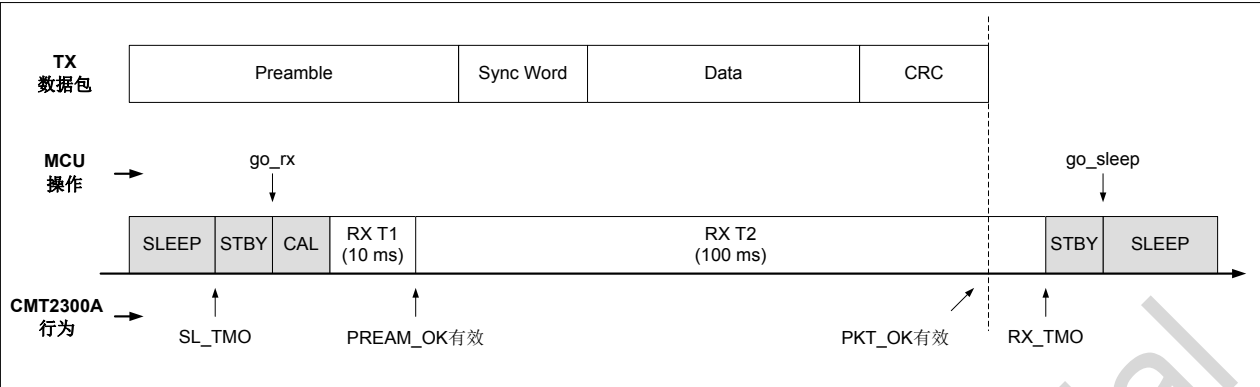 TX
数据包
Preamble
Sync Word
Data
CRC
MCU
操作
go_rx
go_sleep
SLEEP
STBY
CAL
RX T1
(10 ms)
RX T2
(100 ms)
STBY
SLEEP
CMT2300A
行为
SL_TMO
PREAM_OK有效
PKT_OK有效
RX_TMO